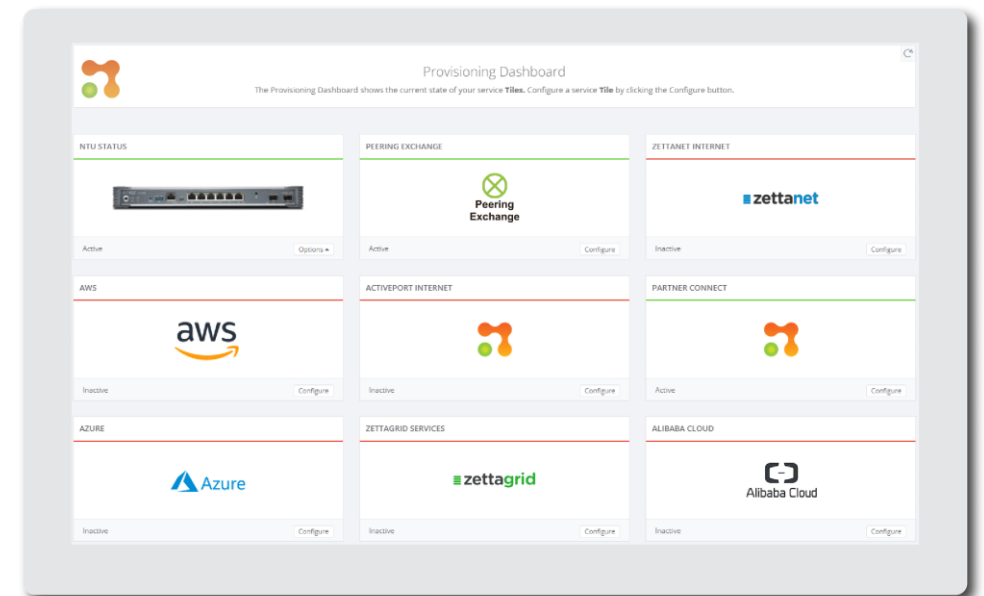 Provisioning Dashboard
The Provisioning Dashboard shows the current state of your service Tiles. Configure a service Tile by clicking the Configure button.
NTU STATUS
Active
Options
PEERING EXCHANGE
Peering
Exchange
Active
Configure
ZETTANET INTERNET
zettanet
Inactive
Configure
AWS
aws
Inactive
Configure
ACTIVEPORT INTERNET
Inactive
Configure
PARTNER CONNECT
Active
Configure
AZURE
Azure
Inactive
Configure
ZETTAGRID SERVICES
zettagrid
Inactive
Configure
ALIBABA CLOUD
Alibaba Cloud
Inactive
Configure